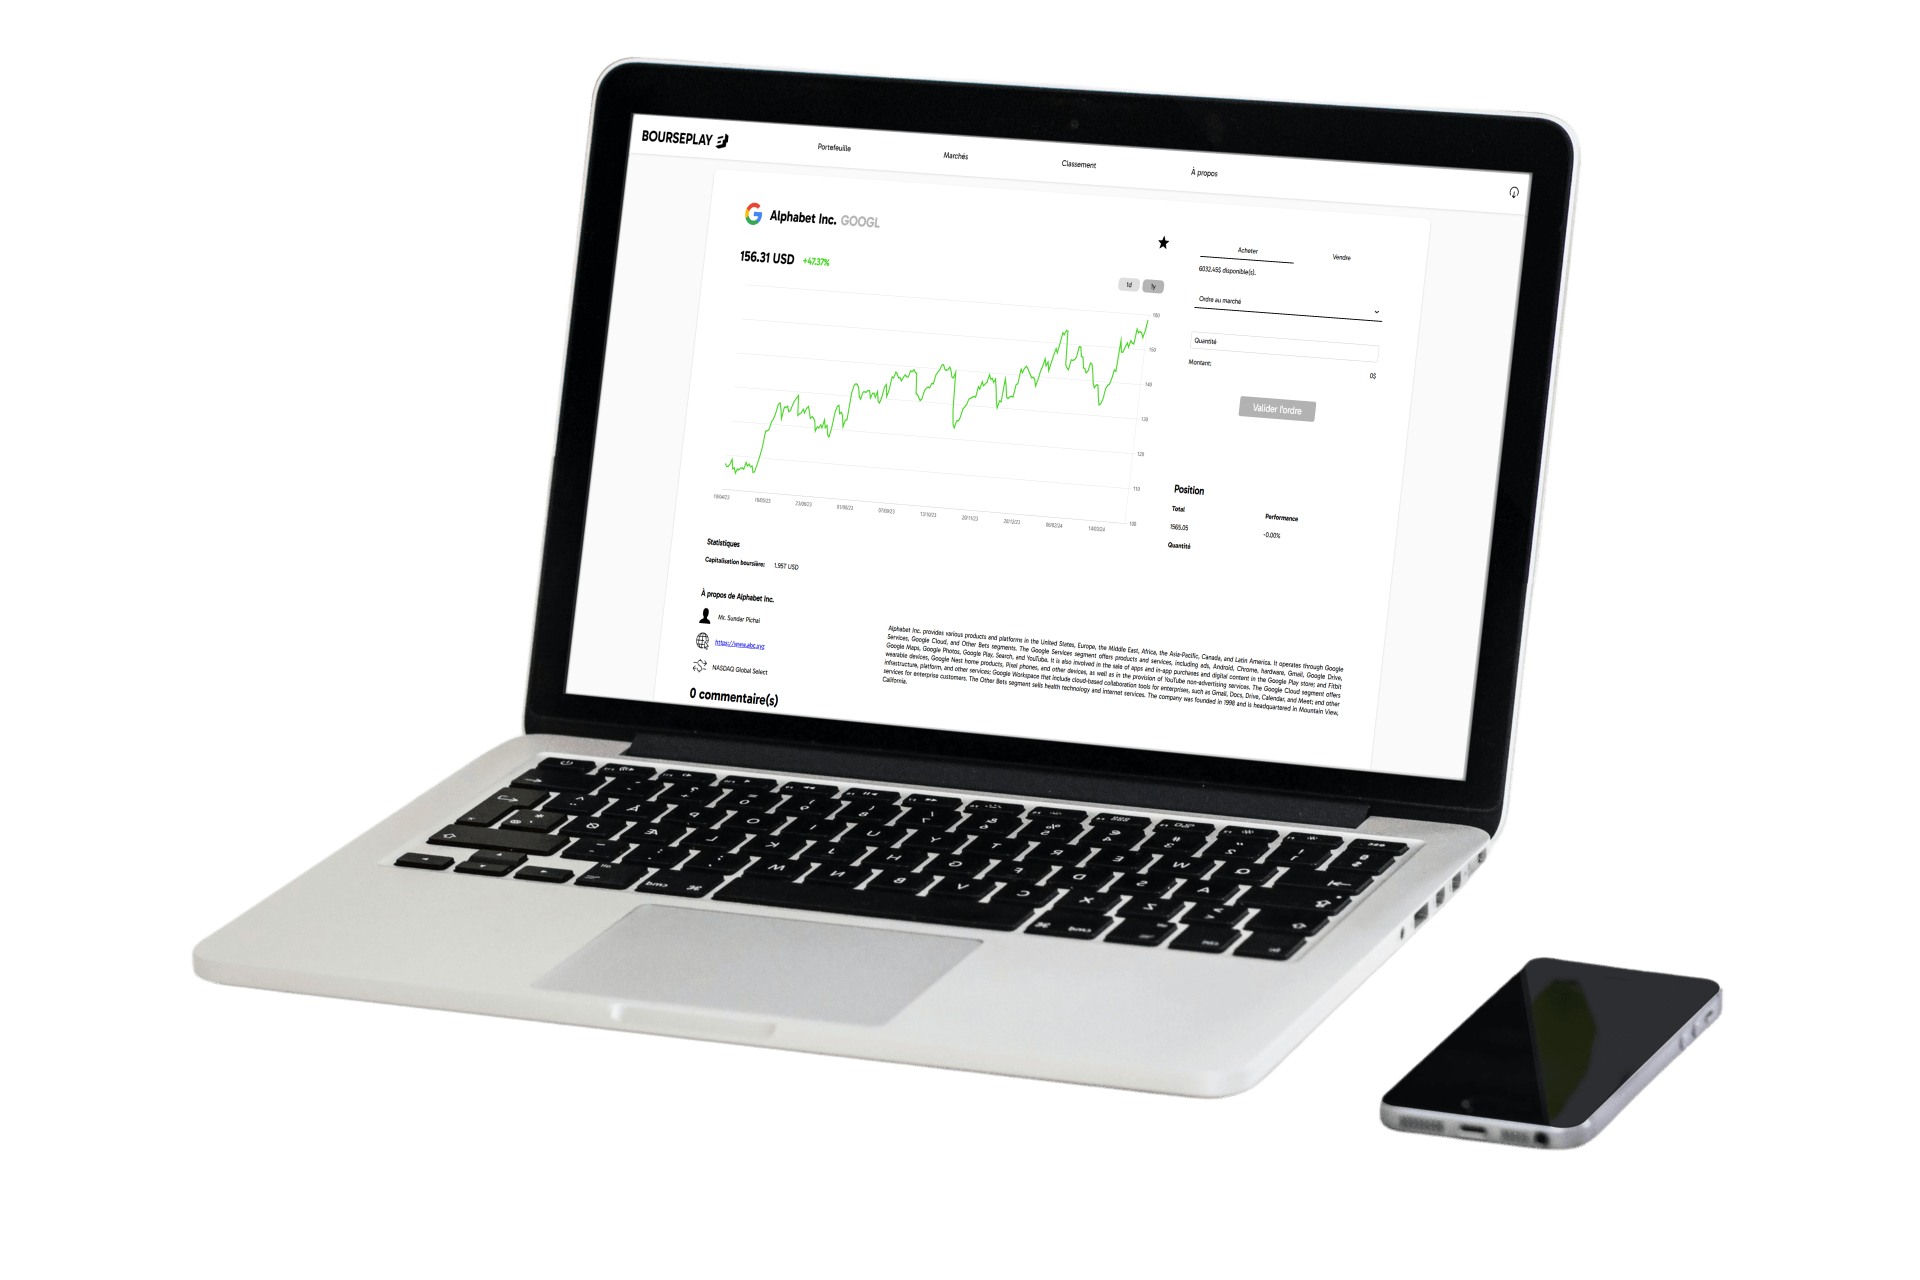 BOURSEPLAY
Portefeuille
Marchés
Classement
À propos
Alphabet Inc. GOOGL
156.31 USD +47.37%
1d 1y
160
150
140
130
120
110
100
19/04/23 23/06/23 01/08/23 07/09/23 13/10/23 20/11/23 28/12/23 06/02/24 14/03/24
Acheter Vendre
6032.45$ disponible(s).
Ordre au marché
Quantité
Montant:
0$
Valider l'ordre
Position
Total Performance
1565.05 -0.00%
Quantité
Statistiques
Capitalisation boursière: 1.95T USD
À propos de Alphabet Inc.
Mr. Sundar Pichai
https://www.abc.xyz
NASDAQ Global Select
Alphabet Inc. provides various products and platforms in the United States, Europe, the Middle East, Africa, the Asia-Pacific, Canada, and Latin America. It operates through Google
Services, Google Cloud, and Other Bets segments. The Google Services segment offers products and services, including ads, Android, Chrome, hardware, Gmail, Google Drive,
Google Maps, Google Photos, Google Play, Search, and YouTube. It is also involved in the sale of apps and in-app purchases and digital content in the Google Play store; and Fitbit
wearable devices, Google Nest home products, Pixel phones, and other devices, as well as in the provision of YouTube non-advertising services. The Google Cloud segment offers
infrastructure, platform, and other services; Google Workspace that include cloud-based collaboration tools for enterprises, such as Gmail, Docs, Drive, Calendar, and Meet; and other
services for enterprise customers. The Other Bets segment sells health technology and internet services. The company was founded in 1998 and is headquartered in Mountain View,
California.
0 commentaire(s)